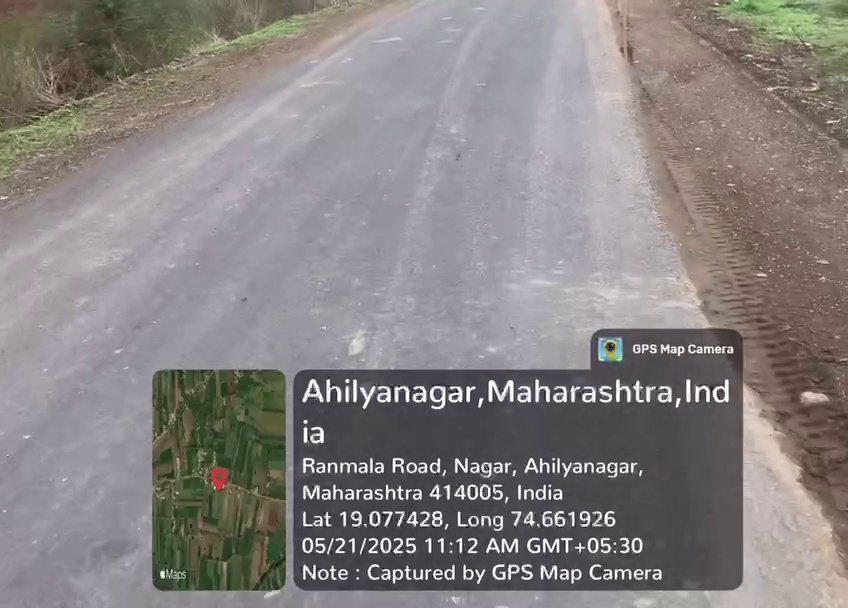 GPS Map Camera
Ahilyanagar,Maharashtra,Ind
ia
Ranmala Road, Nagar, Ahilyanagar,
Maharashtra 414005, India
Lat 19.077428, Long 74.661926
05/21/2025 11:12 AM GMT+05:30
Note : Captured by GPS Map Camera
Maps